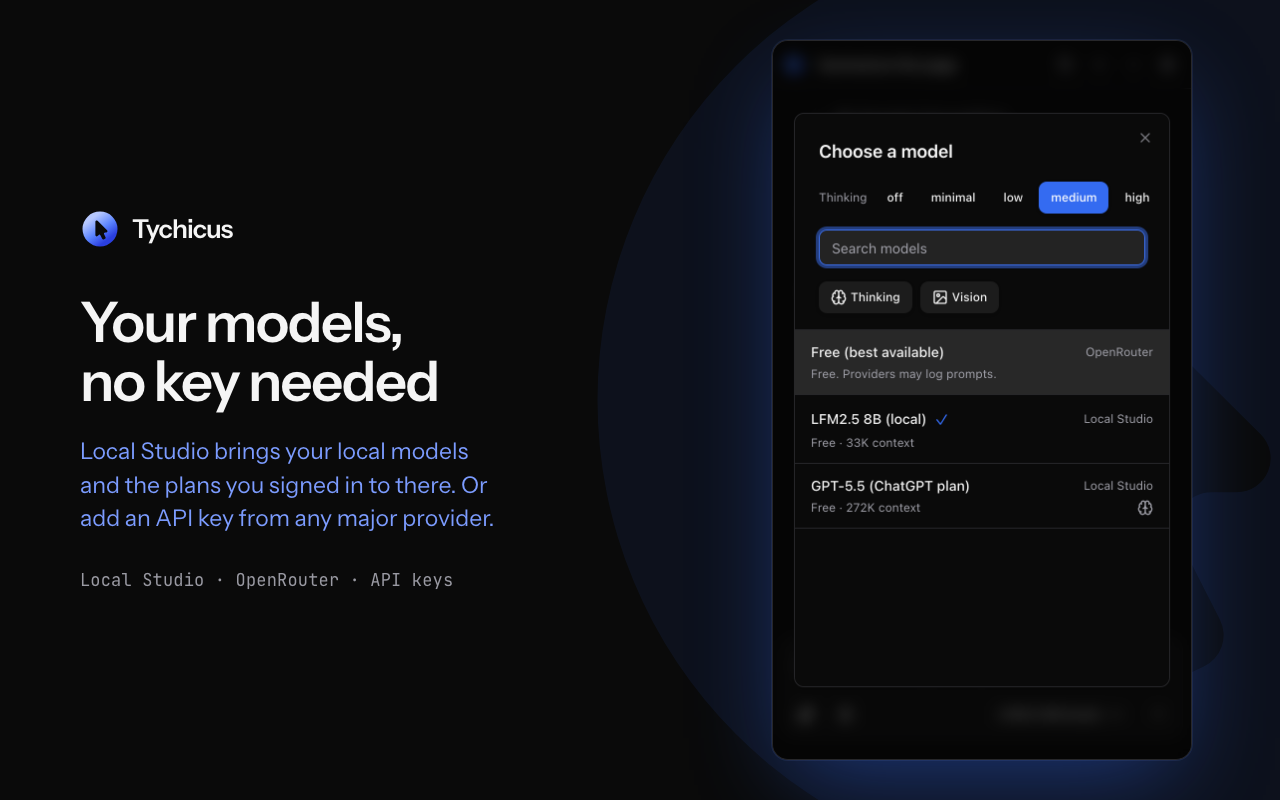 Tychicus
Your models,
no key needed
Local Studio brings your local models
and the plans you signed in to there. Or
add an API key from any major provider.
Local Studio · OpenRouter · API keys
Choose a model
Thinking off minimal low medium high
Search models
Thinking Vision
Free (best available) OpenRouter
Free. Providers may log prompts.
LFM2.5 8B (local) Local Studio
Free · 33K context
GPT-5.5 (ChatGPT plan) Local Studio
Free · 272K context